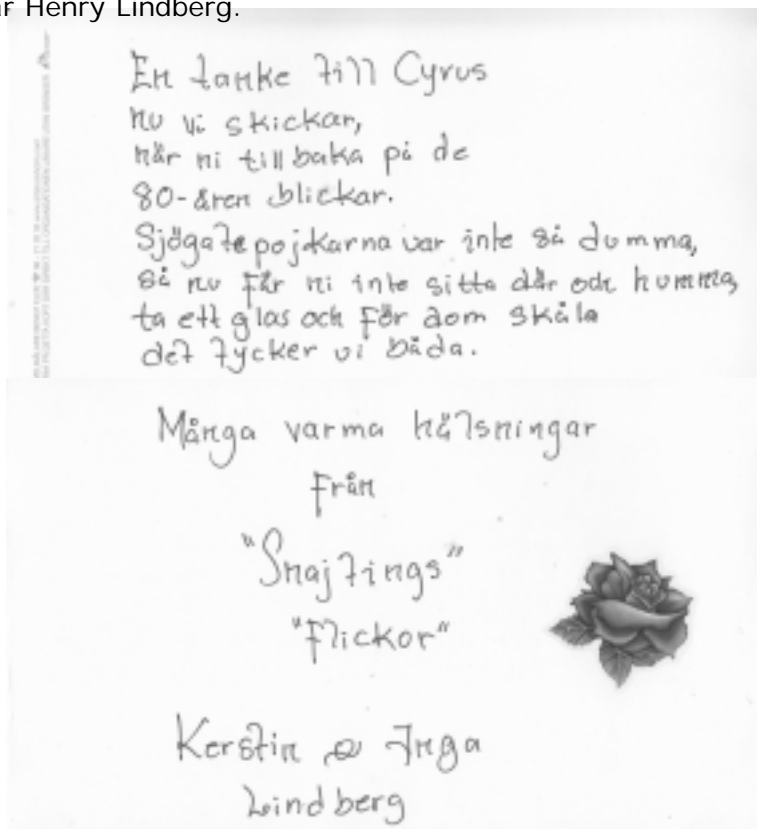 r Henry Lindberg.
En tanke till Cyrus
nu vi skickar,
när ni tillbaka på de
80-åren blickar.
Sjögatepojkarna var inte så dumma,
så nu får ni inte sitta där och humma,
ta ett glas och för dom skåla
det tycker vi båda.
Många varma hälsningar
från
"Snajtings"
"Flickor"
Kerstin o Inga
Lindberg